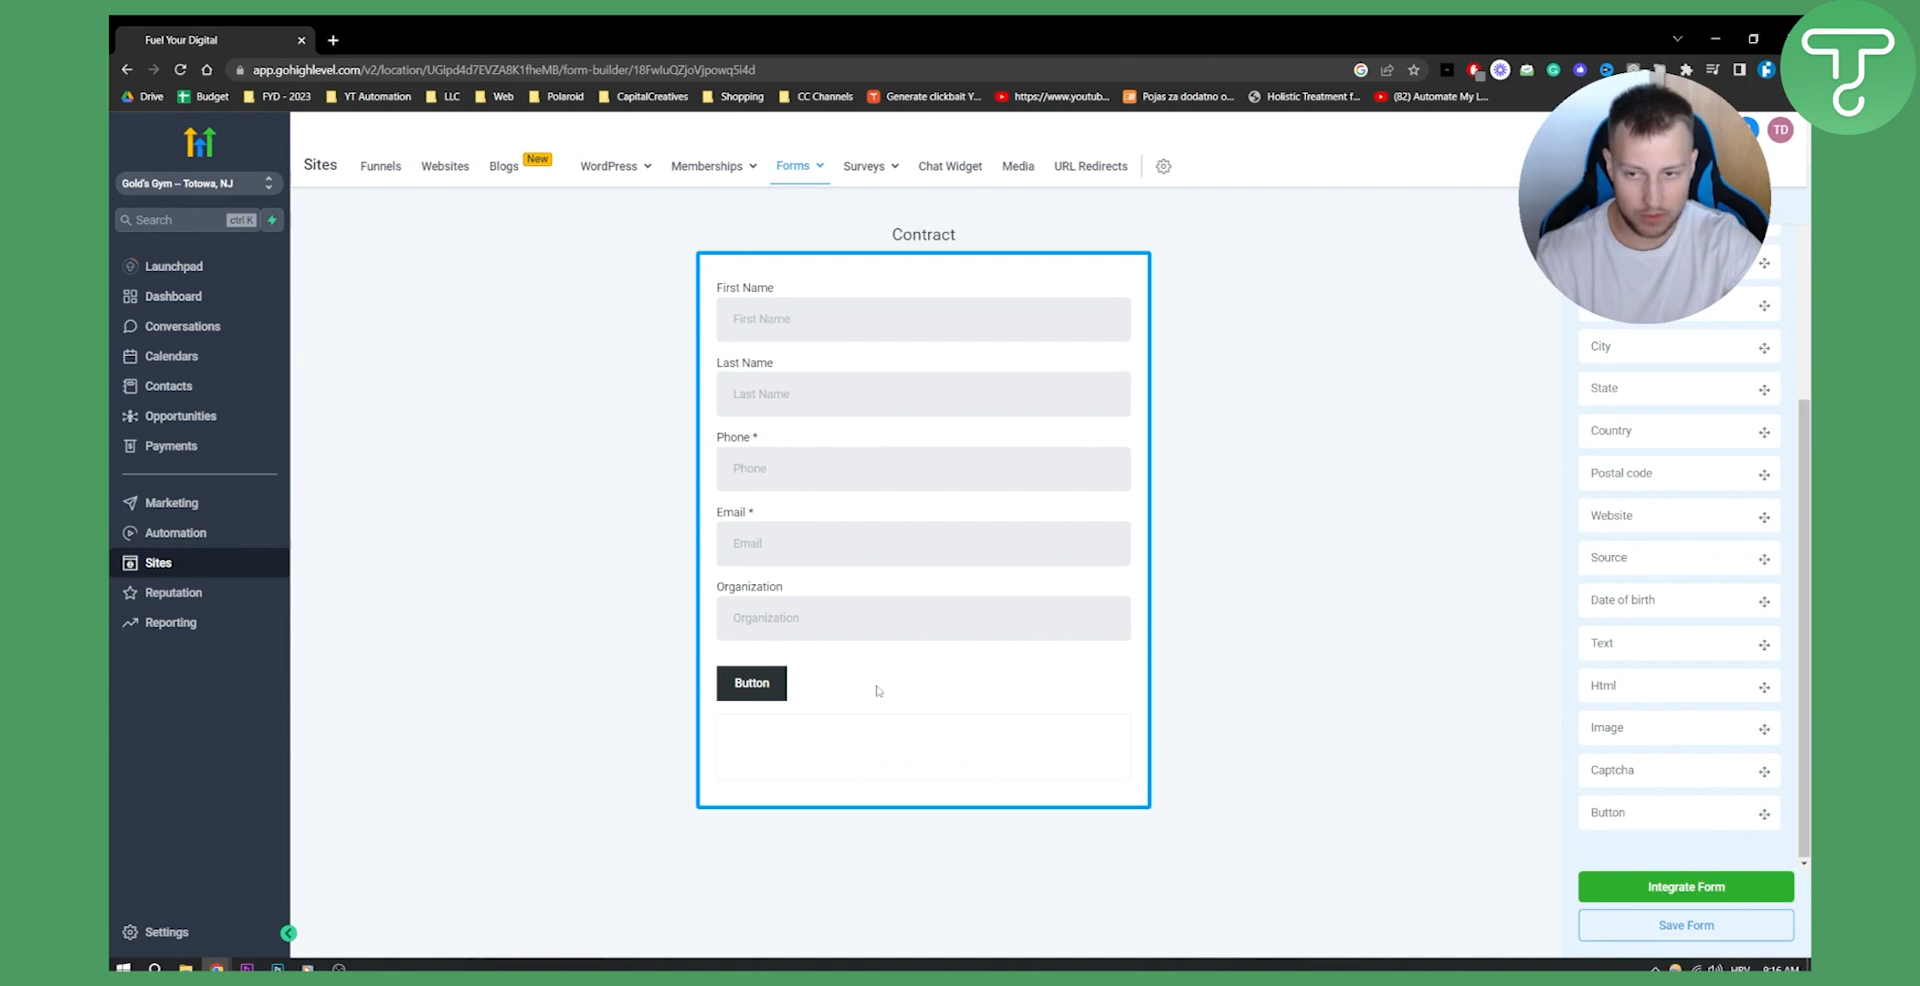 Fuel Your Digital
app.gohighlevel.com/v2/location/UGipd4d7EVZA8K1fheMB/form-builder/18FwIuQZjoVjpowq5i4d
Drive
Budget
FYD - 2023
YT Automation
LLC
Web
Polaroid
CapitalCreatives
Shopping
CC Channels
Generate clickbait Y...
https://www.youtub...
Pojas za dodatno o...
Holistic Treatment f...
(82) Automate My L...
TD
Gold's Gym -- Totowa, NJ
Search
ctrl K
Launchpad
Dashboard
Conversations
Calendars
Contacts
Opportunities
Payments
Marketing
Automation
Sites
Reputation
Reporting
Settings
Sites
Funnels
Websites
Blogs
New
WordPress
Memberships
Forms
Surveys
Chat Widget
Media
URL Redirects
Contract
First Name
First Name
Last Name
Last Name
Phone *
Phone
Email *
Email
Organization
Organization
Button
City
State
Country
Postal code
Website
Source
Date of birth
Text
Html
Image
Captcha
Button
Integrate Form
Save Form
HRV
9:16 AM